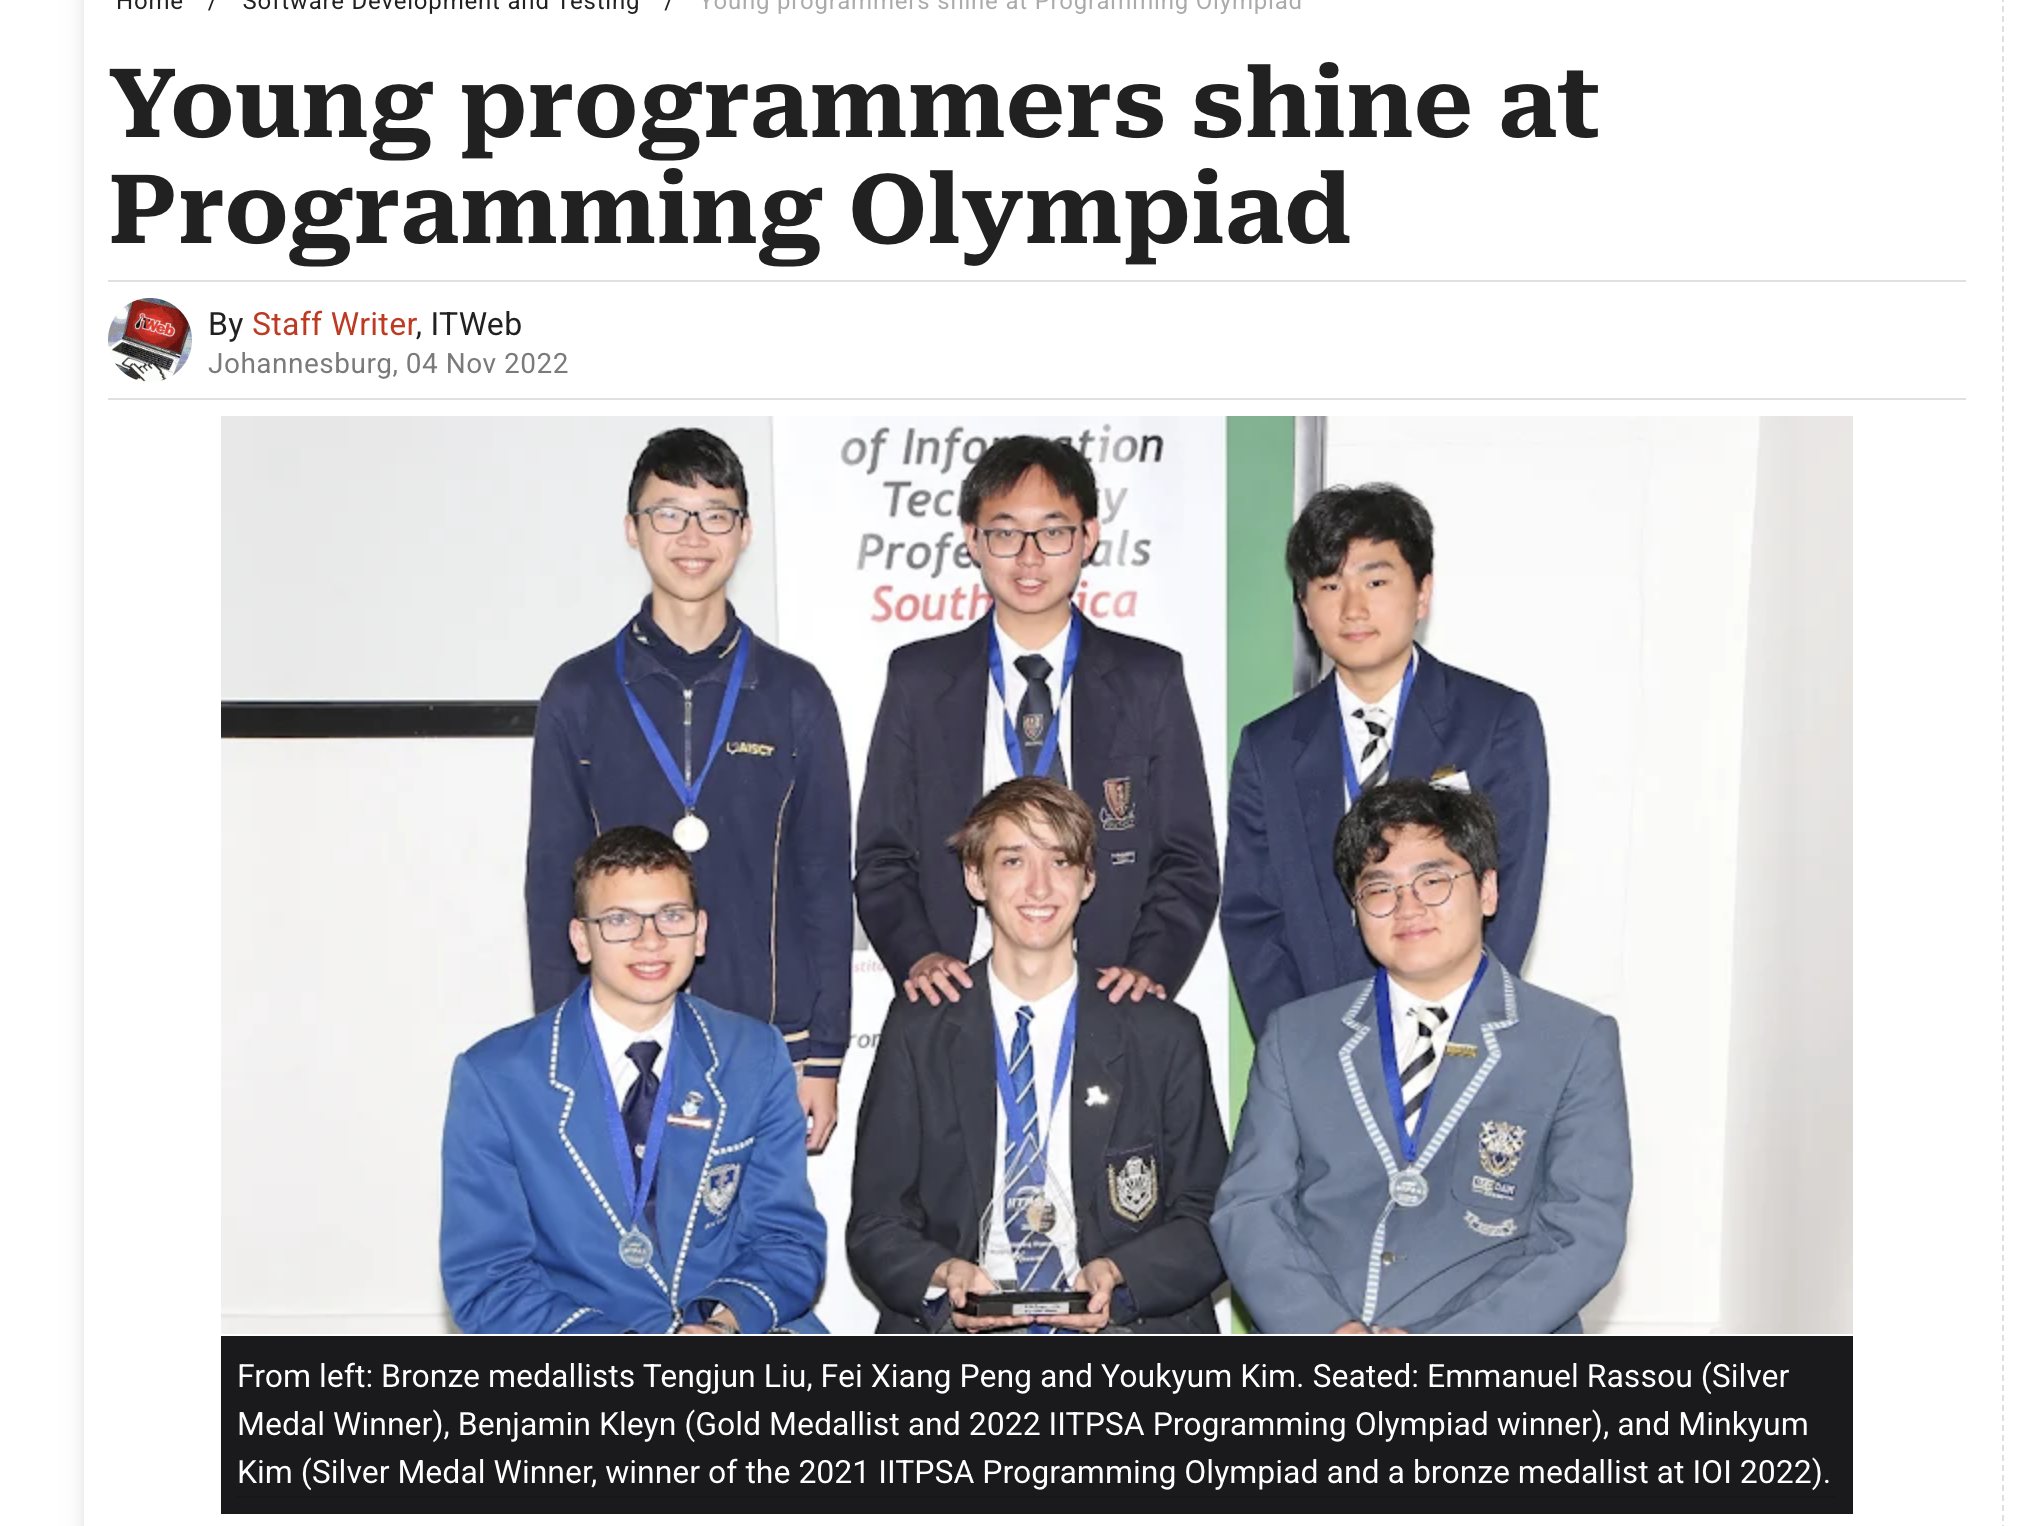 Home / Software Development and Testing / Young programmers shine at Programming Olympiad
Young programmers shine at
Programming Olympiad
iTWeb
By Staff Writer, ITWeb
Johannesburg, 04 Nov 2022
of Information
Technology
Professionals
South Africa
AISCT
From left: Bronze medallists Tengjun Liu, Fei Xiang Peng and Youkyum Kim. Seated: Emmanuel Rassou (Silver
Medal Winner), Benjamin Kleyn (Gold Medallist and 2022 IITPSA Programming Olympiad winner), and Minkyum
Kim (Silver Medal Winner, winner of the 2021 IITPSA Programming Olympiad and a bronze medallist at IOI 2022).